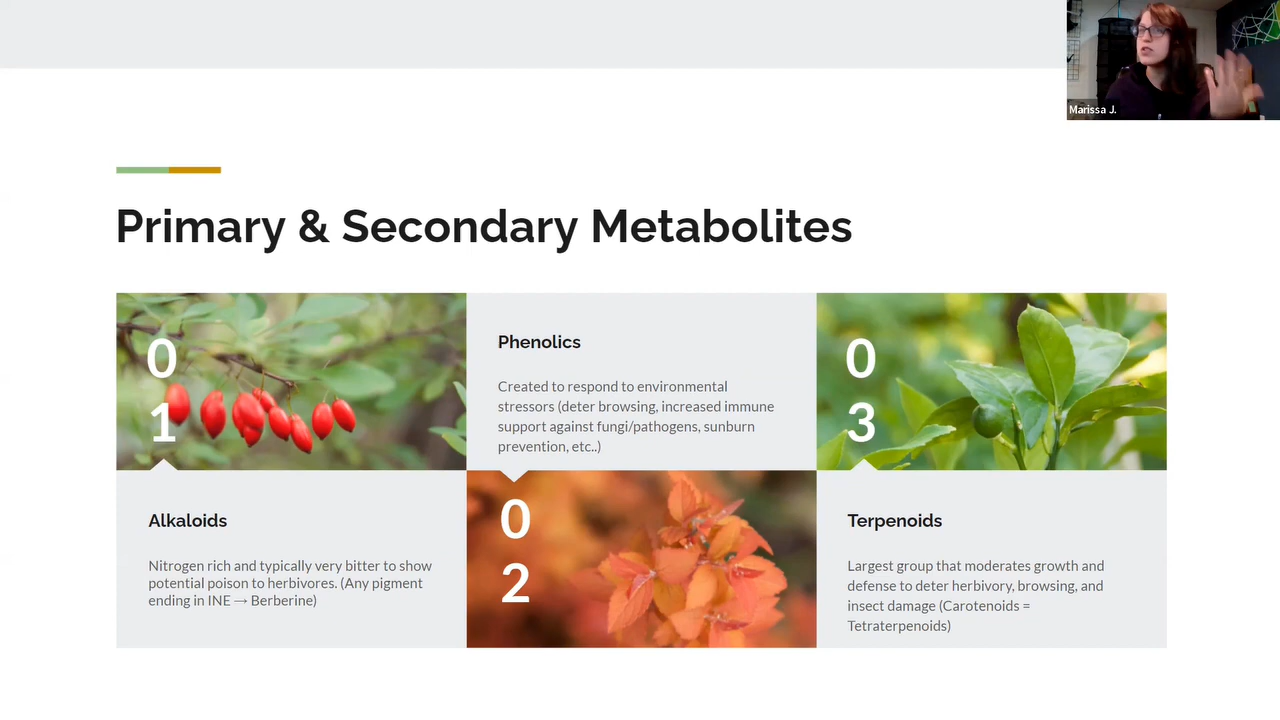 Marissa J.
Primary & Secondary Metabolites
0
1
Alkaloids
Nitrogen rich and typically very bitter to show
potential poison to herbivores. (Any pigment
ending in INE → Berberine)
Phenolics
Created to respond to environmental
stressors (deter browsing, increased immune
support against fungi/pathogens, sunburn
prevention, etc..)
0
2
0
3
Terpenoids
Largest group that moderates growth and
defense to deter herbivory, browsing, and
insect damage (Carotenoids =
Tetraterpenoids)